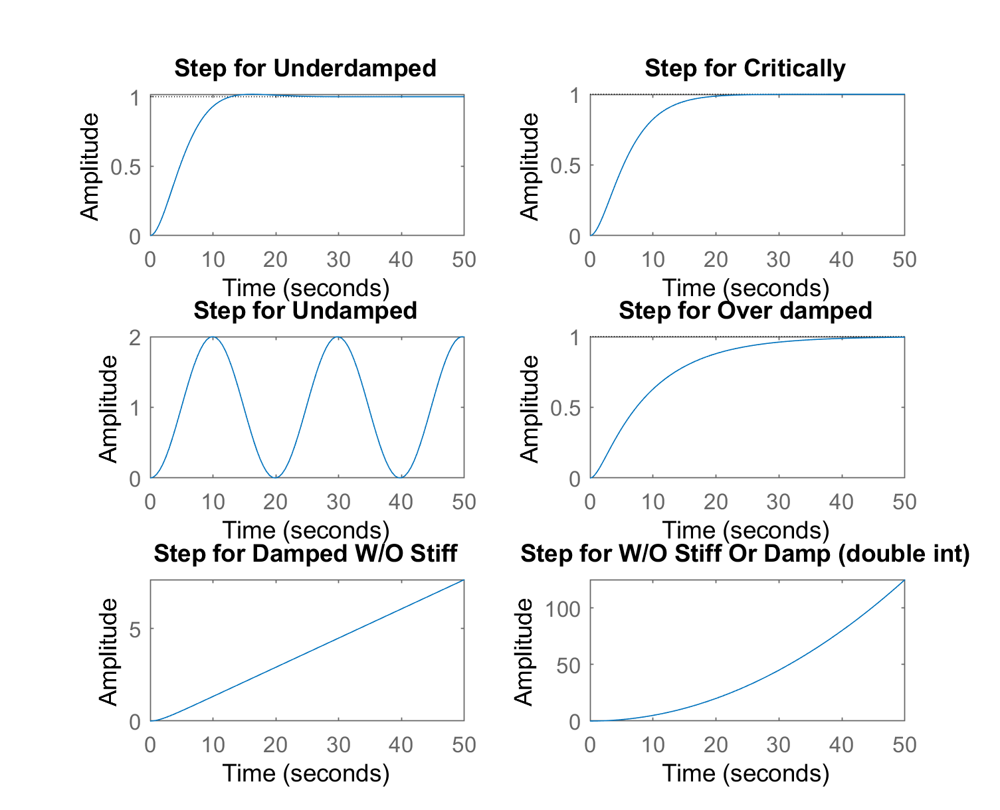 Step for Underdamped
Amplitude
1
0.5
0
0 10 20 30 40 50
Time (seconds)
Step for Critically
Amplitude
1
0.5
0
0 10 20 30 40 50
Time (seconds)
Step for Undamped
Amplitude
2
1
0
0 10 20 30 40 50
Time (seconds)
Step for Over damped
Amplitude
1
0.5
0
0 10 20 30 40 50
Time (seconds)
Step for Damped W/O Stiff
Amplitude
5
0
0 10 20 30 40 50
Time (seconds)
Step for W/O Stiff Or Damp (double int)
Amplitude
100
50
0
0 10 20 30 40 50
Time (seconds)